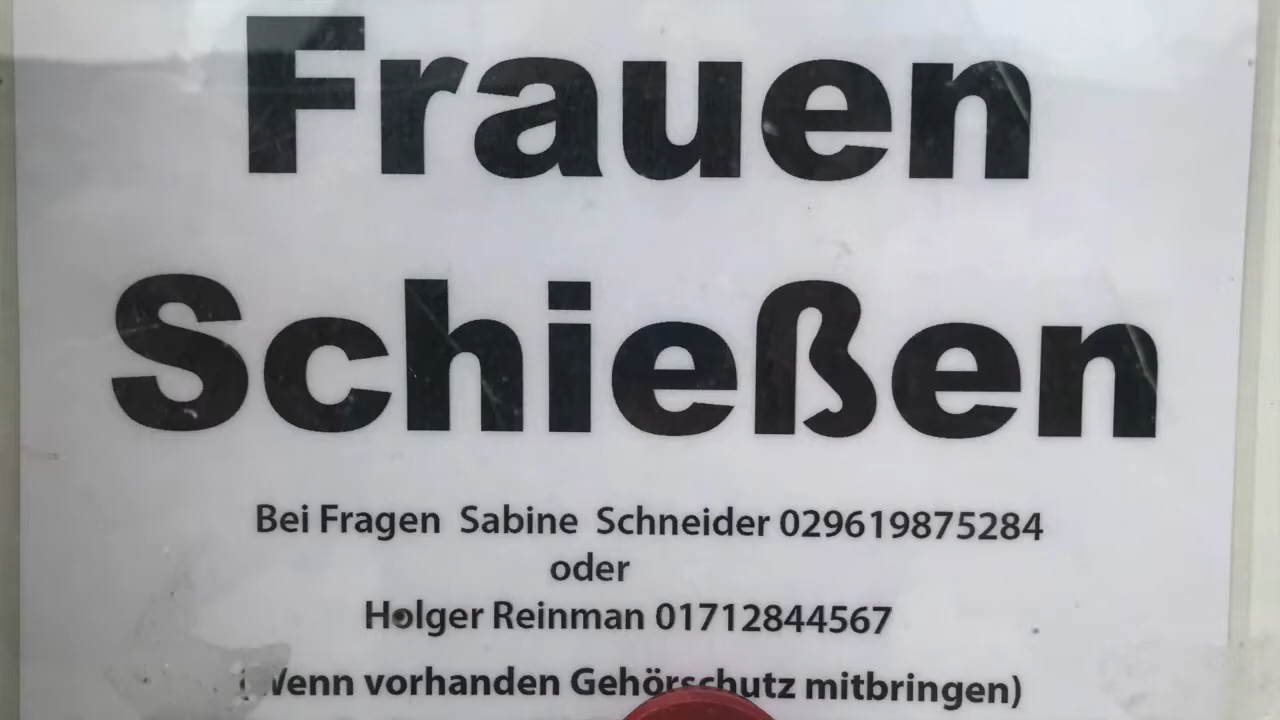 Frauen
Schießen
Bei Fragen Sabine Schneider 029619875284
oder
Holger Reinman 01712844567
(Wenn vorhanden Gehörschutz mitbringen)